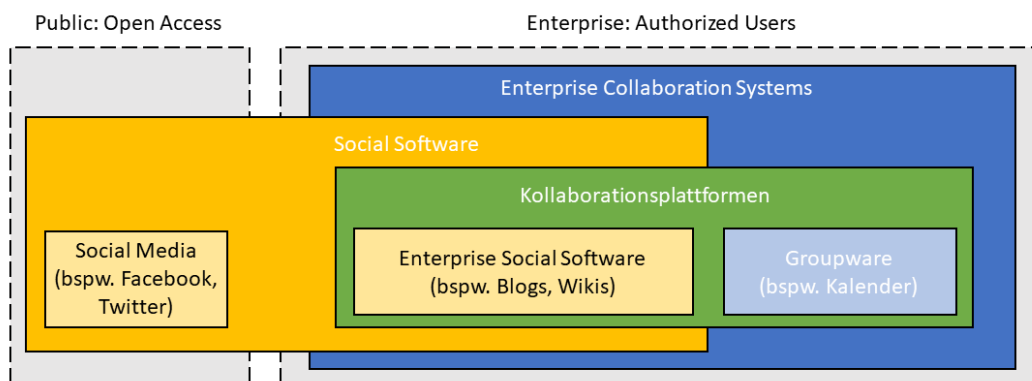 Public: Open Access
Enterprise: Authorized Users
Enterprise Collaboration Systems
Social Software
Kollaborationsplattformen
Social Media
(bspw. Facebook,
Twitter)
Enterprise Social Software
(bspw. Blogs, Wikis)
Groupware
(bspw. Kalender)